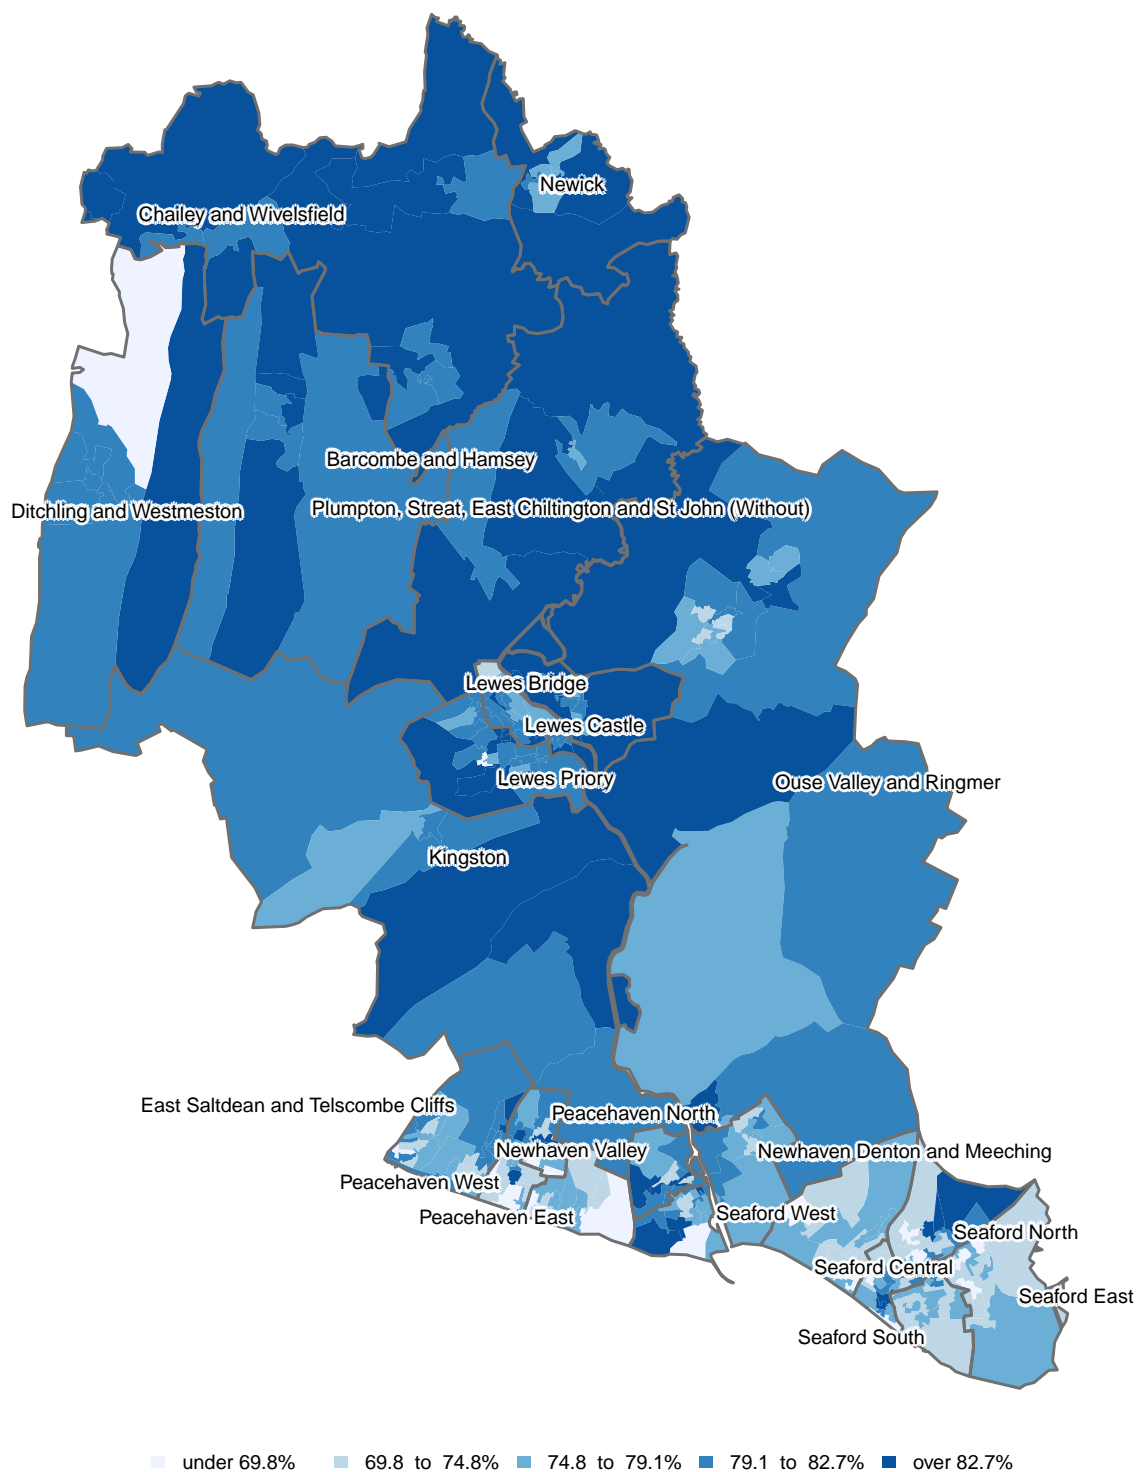 Newick
Chailey and Wivelsfield
Barcombe and Hamsey
Plumpton, Streat, East Chiltington and St John (Without)
Ditchling and Westmeston
Lewes Bridge
Lewes Castle
Lewes Priory
Ouse Valley and Ringmer
Kingston
East Saltdean and Telscombe Cliffs
Peacehaven North
Newhaven Valley
Newhaven Denton and Meeching
Peacehaven West
Peacehaven East
Seaford West
Seaford North
Seaford Central
Seaford East
Seaford South
under 69.8% 69.8 to 74.8% 74.8 to 79.1% 79.1 to 82.7% over 82.7%